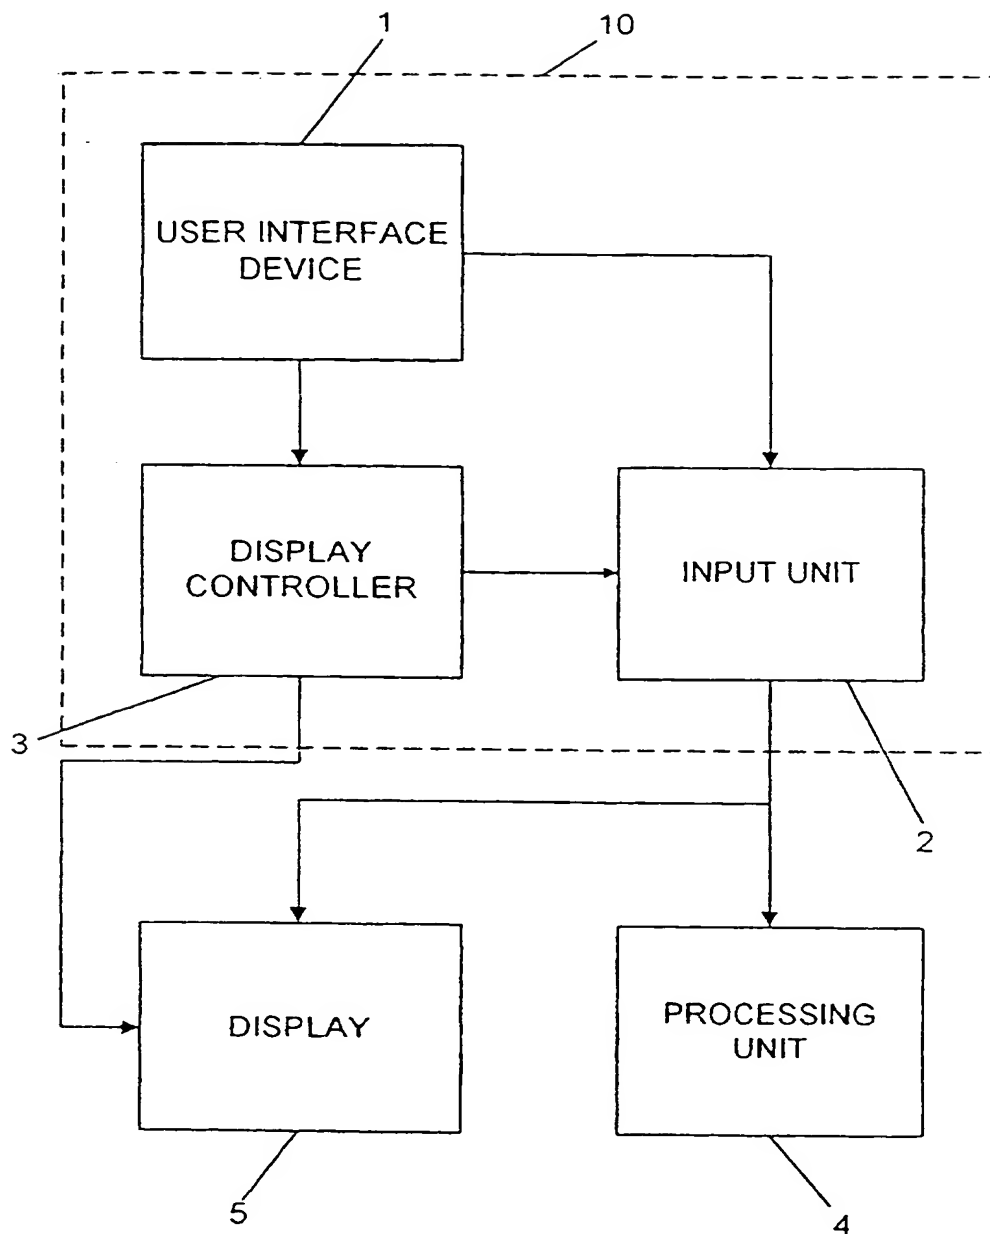 1
10
USER INTERFACE
DEVICE
DISPLAY
CONTROLLER
INPUT UNIT
3
2
DISPLAY
PROCESSING
UNIT
5
4